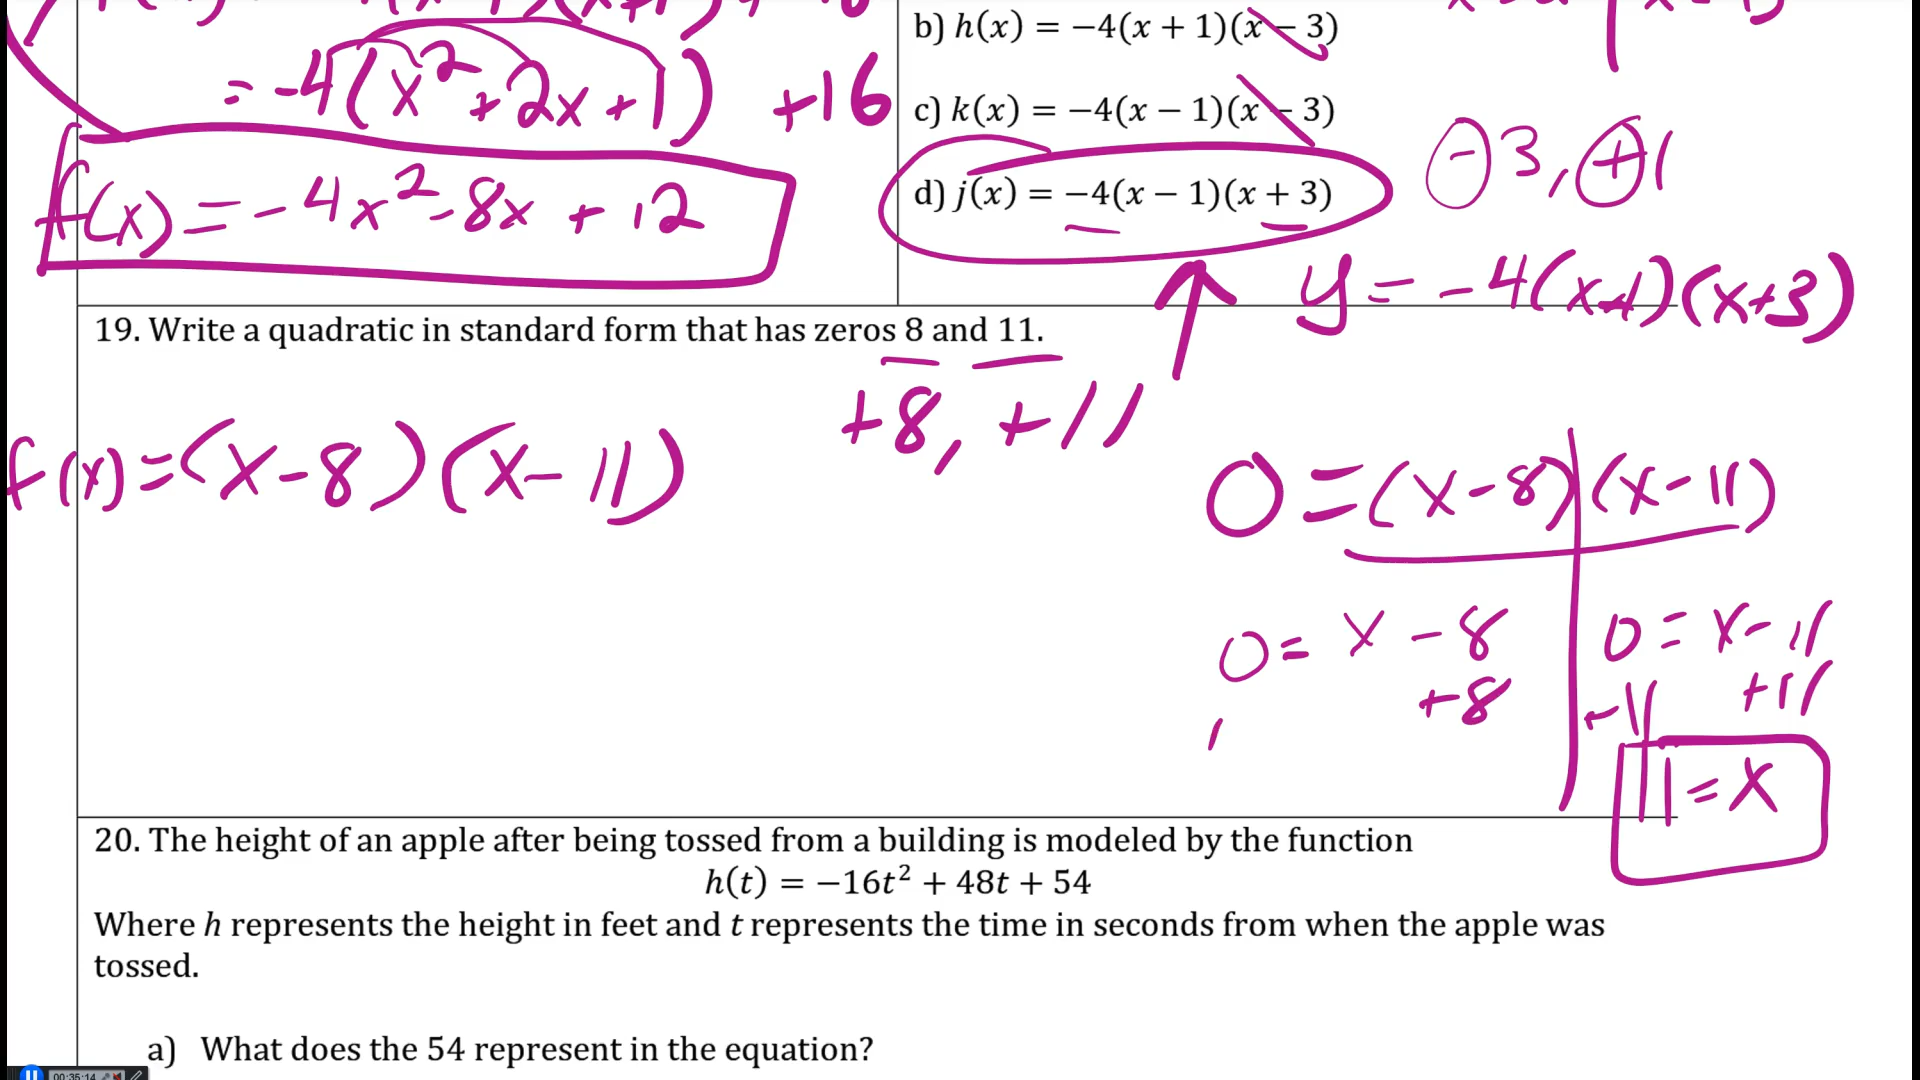 = -4(x² + 2x + 1) + 16
f(x) = -4x² - 8x + 12
b) h(x) = −4(x + 1)(x − 3)
c) k(x) = −4(x − 1)(x − 3)
d) j(x) = −4(x − 1)(x + 3)
-3, +1
y = -4(x-1)(x+3)
19. Write a quadratic in standard form that has zeros 8 and 11.
+8, +11
f(x) = (x-8)(x-11)
0 = (x-8)(x-11)
0 = x - 8
+8
0 = x - 11
+11
11 = x
20. The height of an apple after being tossed from a building is modeled by the function
h(t) = −16t² + 48t + 54
Where h represents the height in feet and t represents the time in seconds from when the apple was
tossed.
a) What does the 54 represent in the equation?
00:35:14